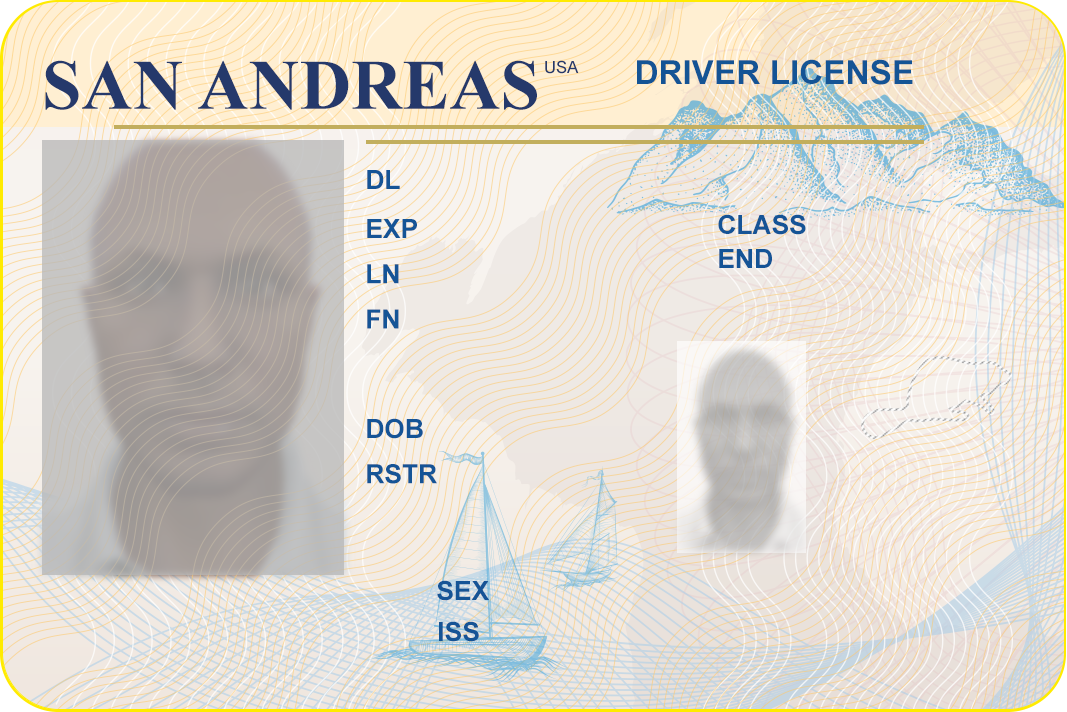 SAN ANDREAS USA
DRIVER LICENSE
DL
EXP
CLASS
END
LN
FN
DOB
RSTR
SEX
ISS